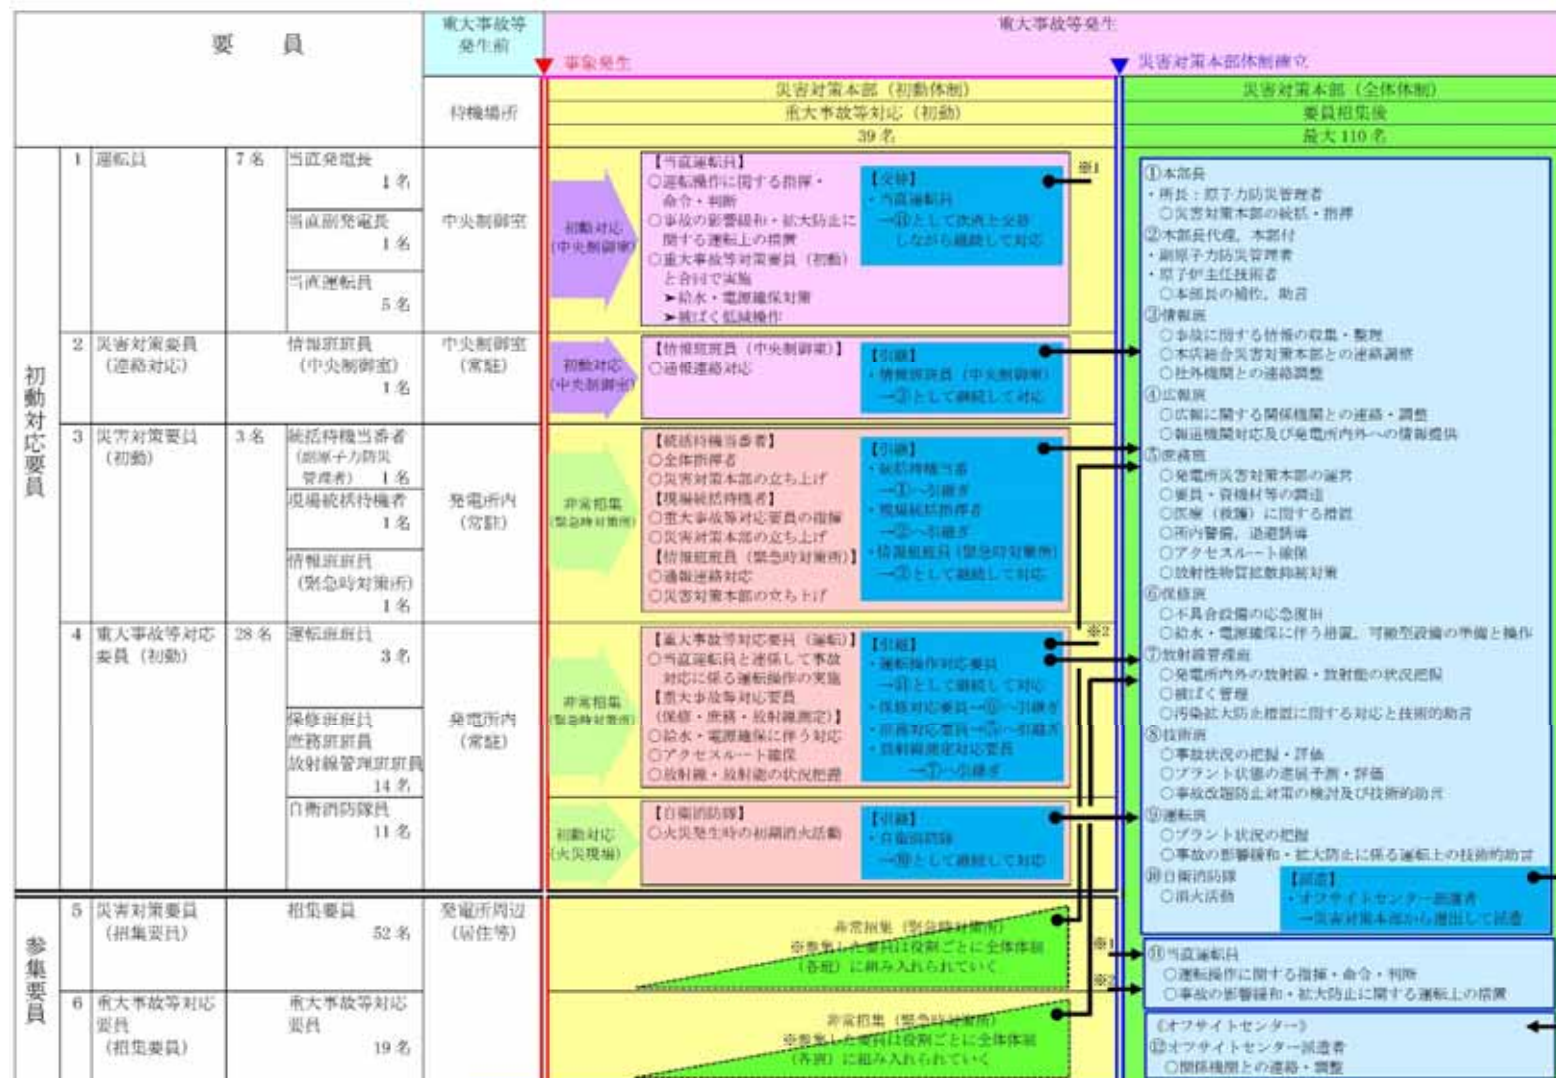 要　員
重大事故等
発生前
重大事故等発生
事象発生
災害対策本部体制確立
待機場所
災害対策本部（初動体制）
重大事故等対応（初動）
39名
災害対策本部（全体体制）
要員招集後
最大110名
初動対応要員
1 運転員 7名 当直発電長
1名
当直副発電長
1名
当直運転員
5名
中央制御室
初動対応
（中央制御室）
【当直運転員】
○運転操作に関する指揮・
命令・判断
○事故の影響緩和・拡大防止に
関する運転上の措置
○重大事故等対策要員（初動）
と合同で実施
➤給水・電源確保対策
➤被ばく低減操作
【交替】
・当直運転員
→⑪として次直と交替
しながら継続して対応
※1
2 災害対策要員
（連絡対応）
情報班班員
（中央制御室）
1名
中央制御室
（常駐）
初動対応
（中央制御室）
【情報班班員（中央制御室）】
○通報連絡対応
【引継】
・情報班班員（中央制御室）
→③として継続して対応
3 災害対策要員
（初動）
3名
統括待機当番者
（副原子力防災
管理者） 1名
現場統括待機者
1名
情報班班員
（緊急時対策所）
1名
発電所内
（常駐）
非常招集
（緊急時対策所）
【統括待機当番者】
○全体指揮者
○災害対策本部の立ち上げ
【現場統括待機者】
○重大事故等対応要員の指揮
○災害対策本部の立ち上げ
【情報班班員（緊急時対策所）】
○通報連絡対応
○災害対策本部の立ち上げ
【引継】
・統括待機当番
→①へ引継ぎ
・現場統括指揮者
→②へ引継ぎ
・情報班班員（緊急時対策所）
→③として継続して対応
4 重大事故等対応
要員（初動）
28名
運転班班員
3名
保修班班員
庶務班班員
放射線管理班班員
14名
自衛消防隊員
11名
発電所内
（常駐）
非常招集
（緊急時対策所）
【重大事故等対応要員（運転）】
○当直運転員と連係して事故
対応に係る運転操作の実施
【重大事故等対応要員
（保修・庶務・放射線測定）】
○給水・電源確保に伴う対応
○アクセスルート確保
○放射線・放射能の状況把握
【引継】
・運転操作対応要員
→⑪として継続して対応
・保修対応要員→⑥へ引継ぎ
・庶務対応要員→⑤へ引継ぎ
・放射線測定対応要員
→⑦へ引継ぎ
※2
初動対応
（火災現場）
【自衛消防隊】
○火災発生時の初期消火活動
【引継】
・自衛消防隊
→⑩として継続して対応
参集要員
5 災害対策要員
（招集要員）
招集要員
52名
発電所周辺
（居住等）
非常招集（緊急時対策所）
※参集した要員は役割ごとに全体体制
（各班）に組み入れられていく
※1
※2
6 重大事故等対応
要員
（招集要員）
重大事故等対応
要員
19名
非常招集（緊急時対策所）
※参集した要員は役割ごとに全体体制
（各班）に組み入れられていく
①本部長
・所長：原子力防災管理者
○災害対策本部の統括・指揮
②本部長代理，本部付
・副原子力防災管理者
・原子炉主任技術者
○本部長の補佐，助言
③情報班
○事故に関する情報の収集・整理
○本店総合災害対策本部との連絡調整
○社外機関との連絡調整
④広報班
○広報に関する関係機関との連絡・調整
○報道機関対応及び発電所内外への情報提供
⑤庶務班
○発電所災害対策本部の運営
○要員・資機材等の調達
○医療（救護）に関する措置
○所内警備，退避誘導
○アクセスルート確保
○放射性物質拡散抑制対策
⑥保修班
○不具合設備の応急復旧
○給水・電源確保に伴う措置，可搬型設備の準備と操作
⑦放射線管理班
○発電所内外の放射線・放射能の状況把握
○被ばく管理
○汚染拡大防止措置に関する対応と技術的助言
⑧技術班
○事故状況の把握・評価
○プラント状態の進展予測・評価
○事故改題防止対策の検討及び技術的助言
⑨運転班
○プラント状況の把握
○事故の影響緩和・拡大防止に係る運転上の技術的助言
⑩自衛消防隊
○消火活動
【派遣】
・オフサイトセンター派遣者
→災害対策本部から選出して派遣
⑪当直運転員
○運転操作に関する指揮・命令・判断
○事故の影響緩和・拡大防止に関する運転上の措置
《オフサイトセンター》
⑫オフサイトセンター派遣者
○関係機関との連絡・調整